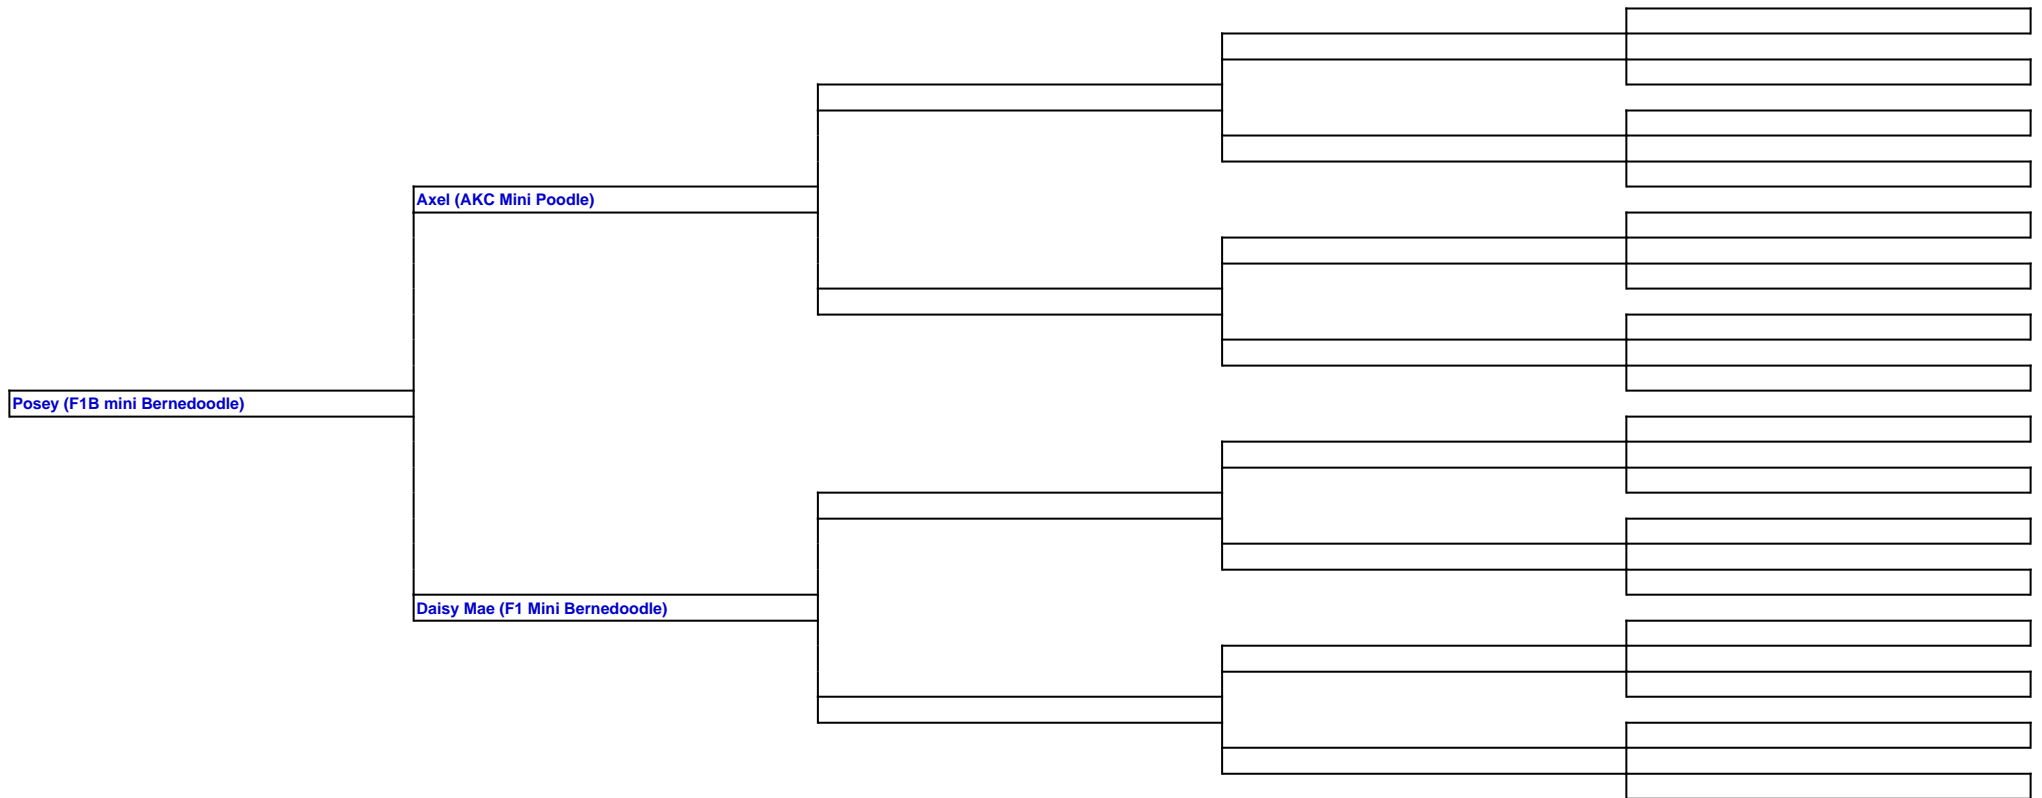 Axel (AKC Mini Poodle)
Posey (F1B mini Bernedoodle)
Daisy Mae (F1 Mini Bernedoodle)